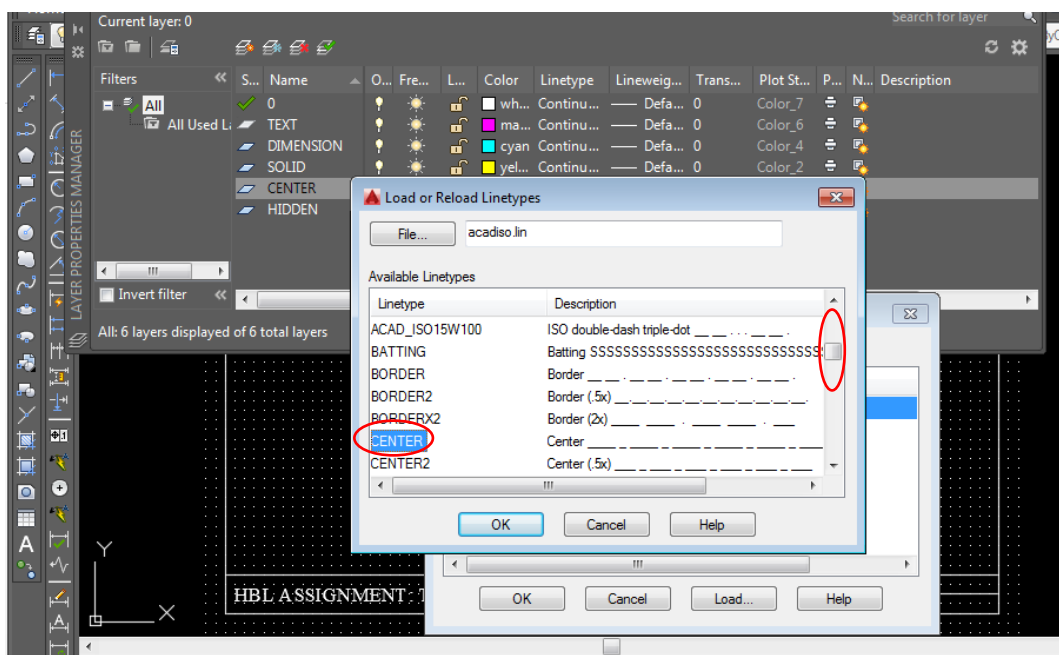 Current layer: 0
Search for layer
Filters
S... Name O... Fre... L... Color Linetype Lineweig... Trans... Plot St... P... N... Description
All
All Used La
0 wh... Continu... Defa... 0 Color_7
TEXT ma... Continu... Defa... 0 Color_6
DIMENSION cyan Continu... Defa... 0 Color_4
SOLID yel... Continu... Defa... 0 Color_2
CENTER
HIDDEN
Invert filter
All: 6 layers displayed of 6 total layers
LAYER PROPERTIES MANAGER
Load or Reload Linetypes
File... acadiso.lin
Available Linetypes
Linetype Description
ACAD_ISO15W100 ISO double-dash triple-dot __ __ . . . __ __ .
BATTING Batting SSSSSSSSSSSSSSSSSSSSSSSSSSSSSS
BORDER Border __ __ . __ __ . __ __ . __ __ . __ __ .
BORDER2 Border (.5x) __.__.__.__.__.__.__.__.
BORDERX2 Border (2x) ____ ____ . ____ ____ . ___
CENTER Center ____ _ ____ _ ____ _ ____ _ ____
CENTER2 Center (.5x) ___ _ ___ _ ___ _ ___ _ ___
OK Cancel Help
OK Cancel Load... Help
A
Y
X
HBL ASSIGNMENT: T